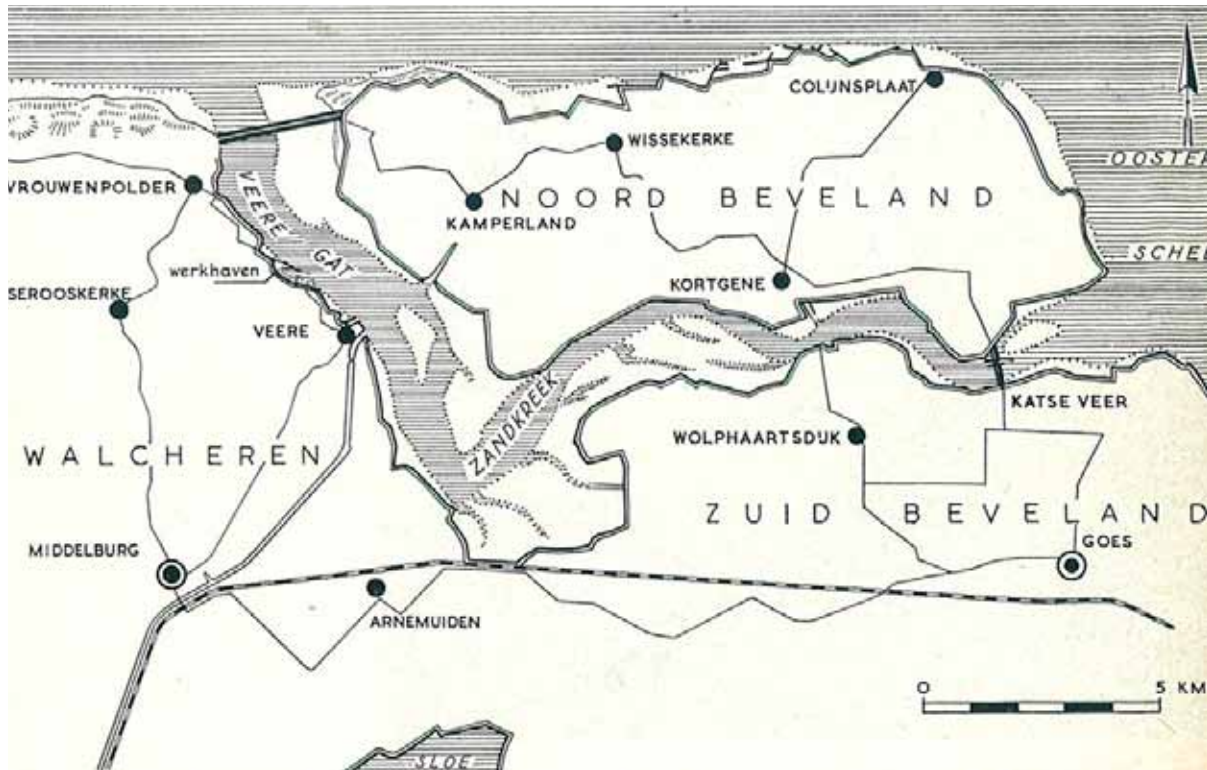 COLIJNSPLAAT
WISSEKERKE
OOSTER
VROUWENPOLDER
NOORD BEVELAND
KAMPERLAND
VEERE GAT
SCHEL
werkhaven
KORTGENE
SEROOSKERKE
VEERE
KATSE VEER
ZANDKREEK
WOLPHAARTSDIJK
WALCHEREN
ZUID BEVELAND
MIDDELBURG
GOES
ARNEMUIDEN
0 5 KM
SLOE